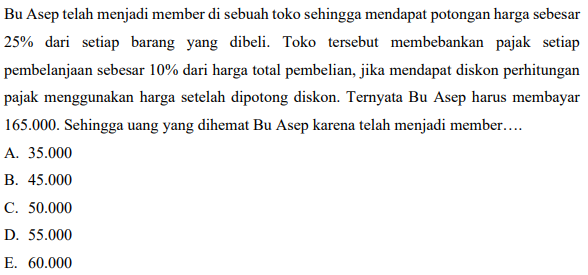 Bu Asep telah menjadi member di sebuah toko sehingga mendapat potongan harga sebesar
25% dari setiap barang yang dibeli. Toko tersebut membebankan pajak setiap
pembelanjaan sebesar 10% dari harga total pembelian, jika mendapat diskon perhitungan
pajak menggunakan harga setelah dipotong diskon. Ternyata Bu Asep harus membayar
165.000. Sehingga uang yang dihemat Bu Asep karena telah menjadi member….
A. 35.000
B. 45.000
C. 50.000
D. 55.000
E. 60.000